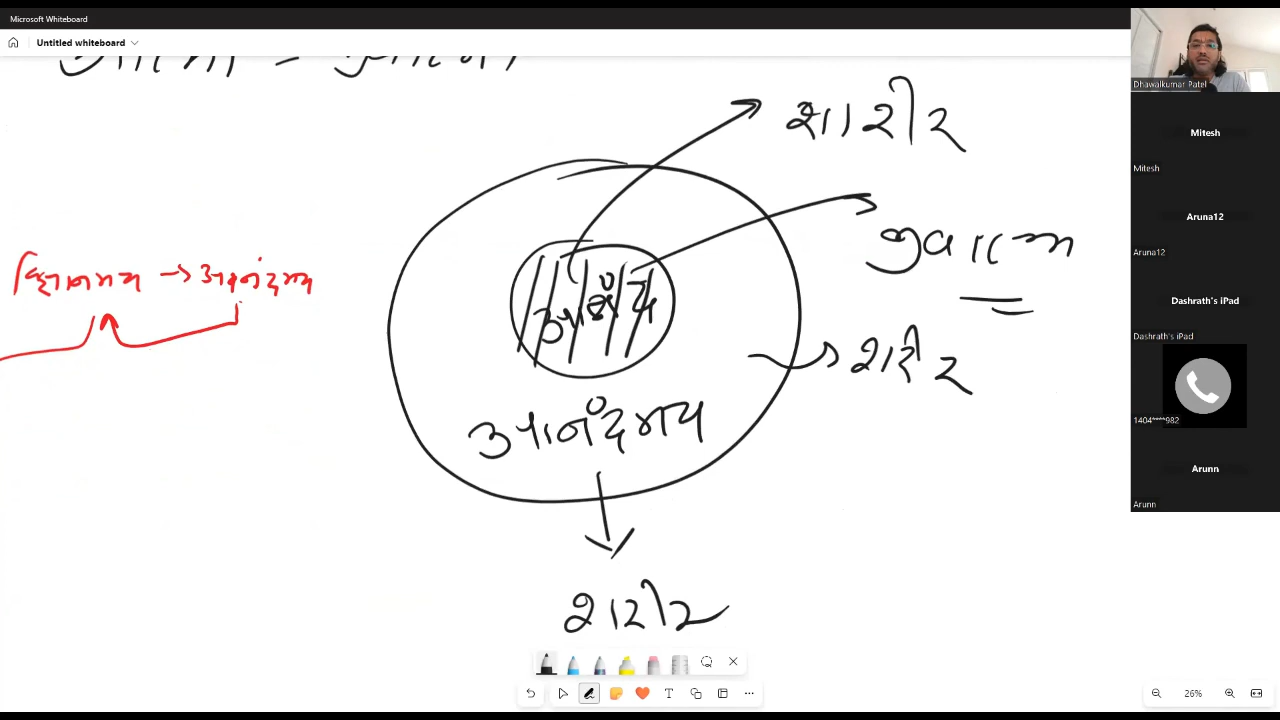 Microsoft Whiteboard
Untitled whiteboard
શારીર
જીવાત્મા
વિજ્ઞાનમય → આનંદમય
આનંદ
શરીર
આનંદમય
શરીર
Dhawalkumar Patel
Mitesh
Mitesh
Aruna12
Aruna12
Dashrath's iPad
Dashrath's iPad
1404****982
Arunn
Arunn
26%